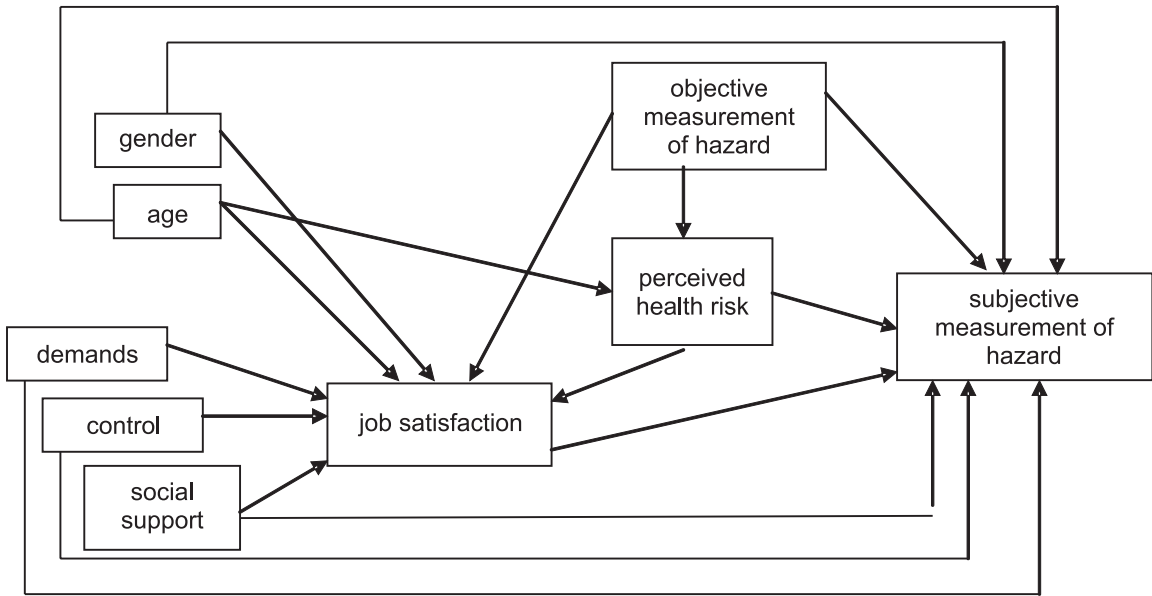 objective
measurement
of hazard
gender
age
perceived
health risk
subjective
measurement of
hazard
demands
control
job satisfaction
social
support